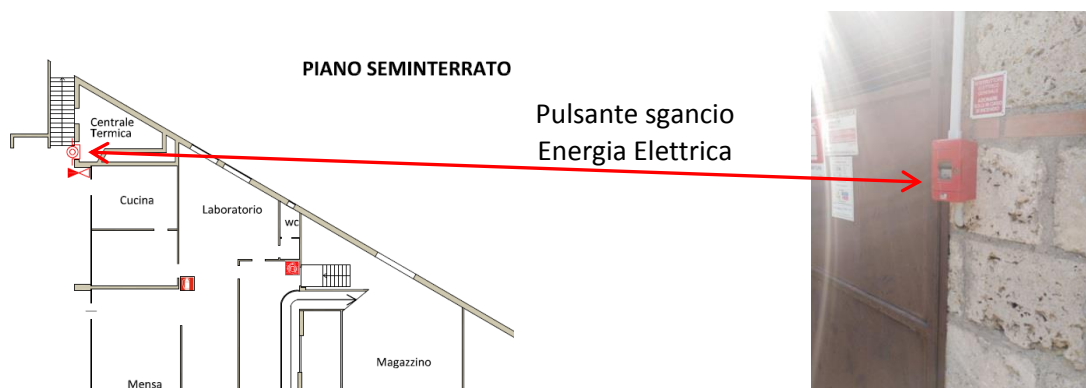 PIANO SEMINTERRATO
Pulsante sgancio
Energia Elettrica
Centrale
Termica
Cucina
Laboratorio
wc
Magazzino
Mensa